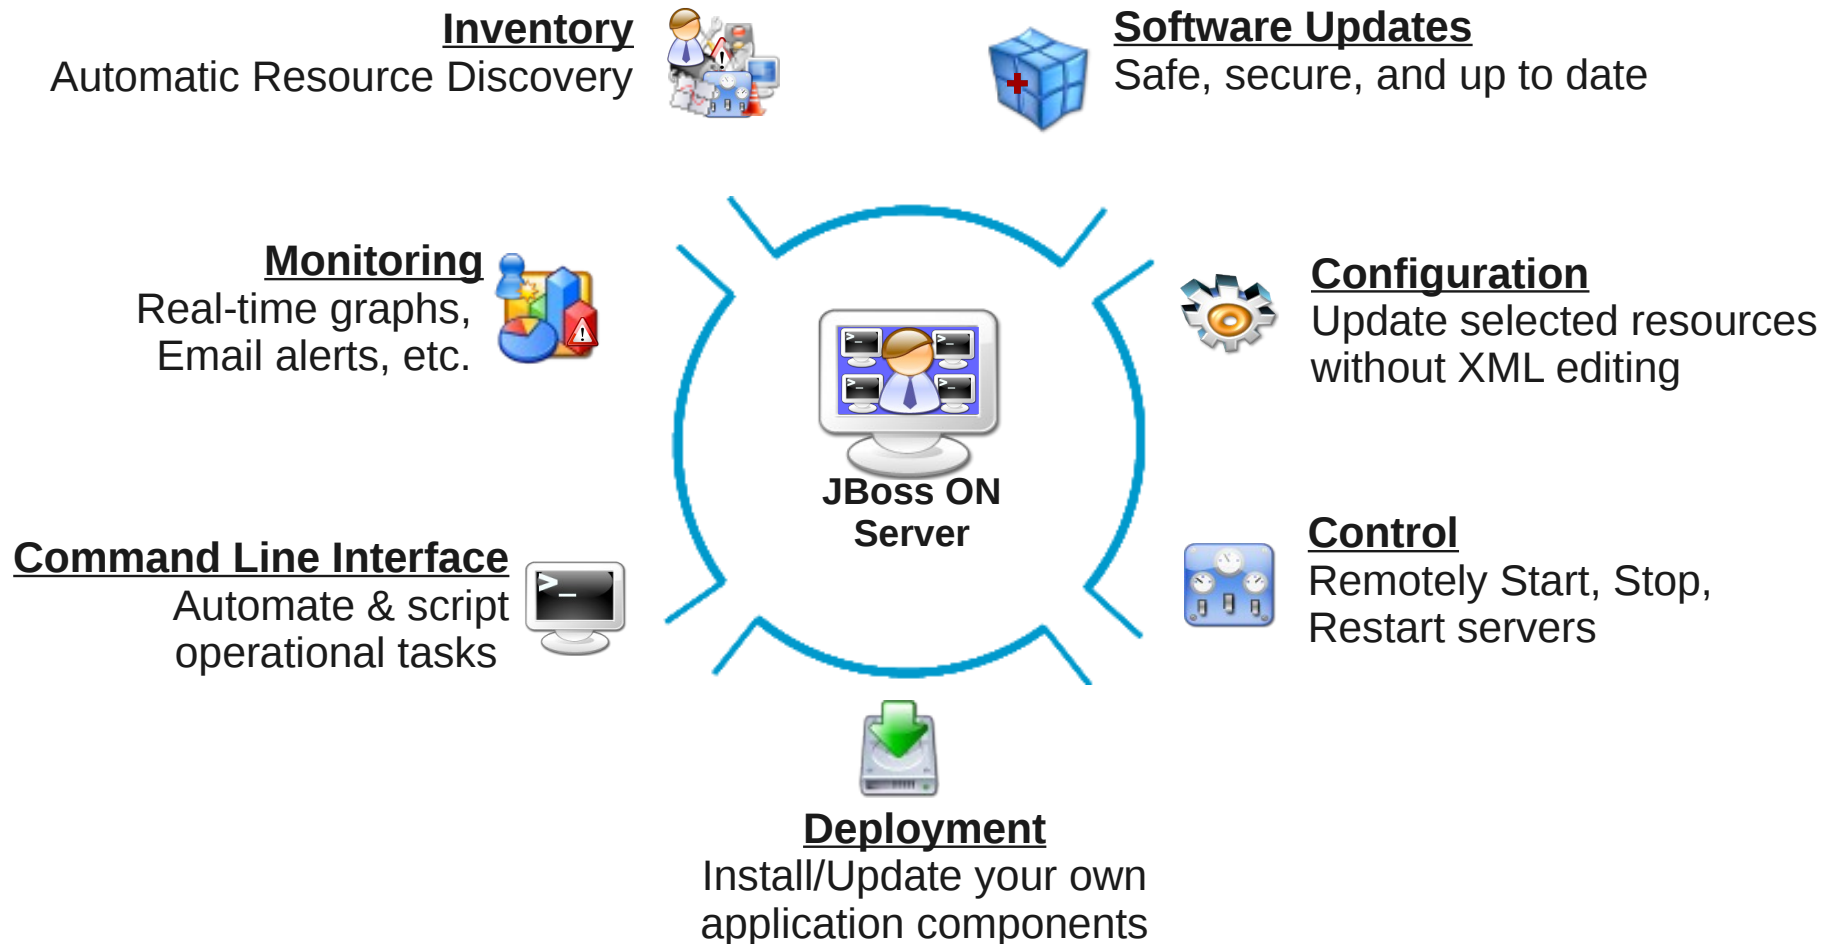 Inventory
Automatic Resource Discovery
Software Updates
Safe, secure, and up to date
Monitoring
Real-time graphs,
Email alerts, etc.
Configuration
Update selected resources
without XML editing
JBoss ON
Server
Command Line Interface
Automate & script
operational tasks
Control
Remotely Start, Stop,
Restart servers
Deployment
Install/Update your own
application components